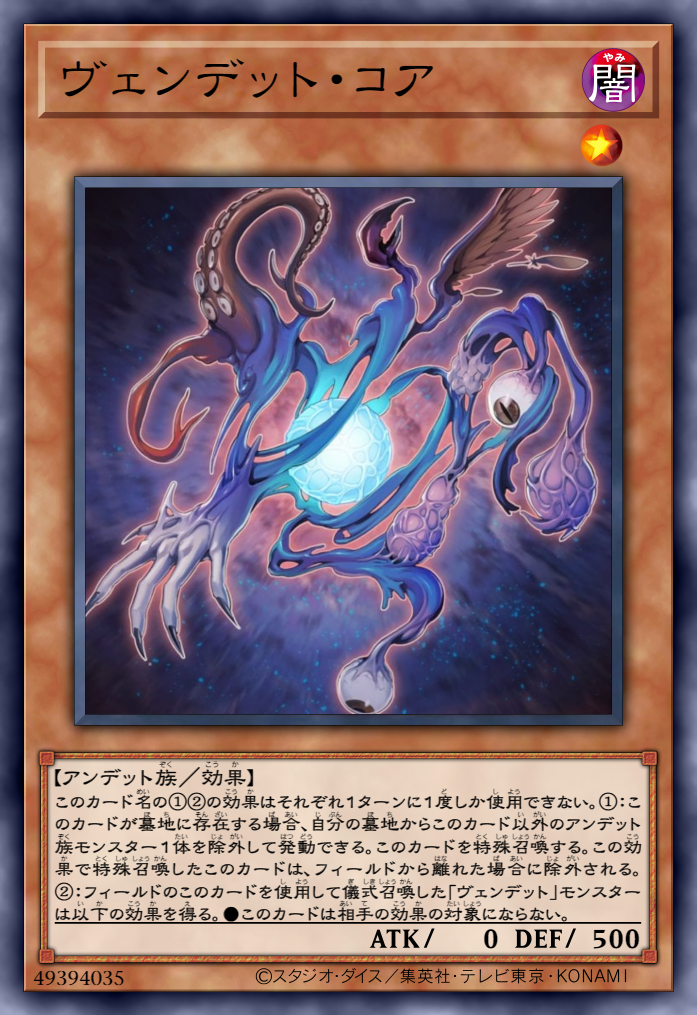 ヴェンデット・コア
闇
やみ
【アンデット族／効果】
このカード名の①②の効果はそれぞれ1ターンに1度しか使用できない。①：こ
のカードが墓地に存在する場合、自分の墓地からこのカード以外のアンデット
族モンスター1体を除外して発動できる。このカードを特殊召喚する。この効
果で特殊召喚したこのカードは、フィールドから離れた場合に除外される。
②：フィールドのこのカードを使用して儀式召喚した「ヴェンデット」モンスター
は以下の効果を得る。●このカードは相手の効果の対象にならない。
ATK/ 0 DEF/ 500
49394035 ©スタジオ・ダイス／集英社・テレビ東京・KONAMI